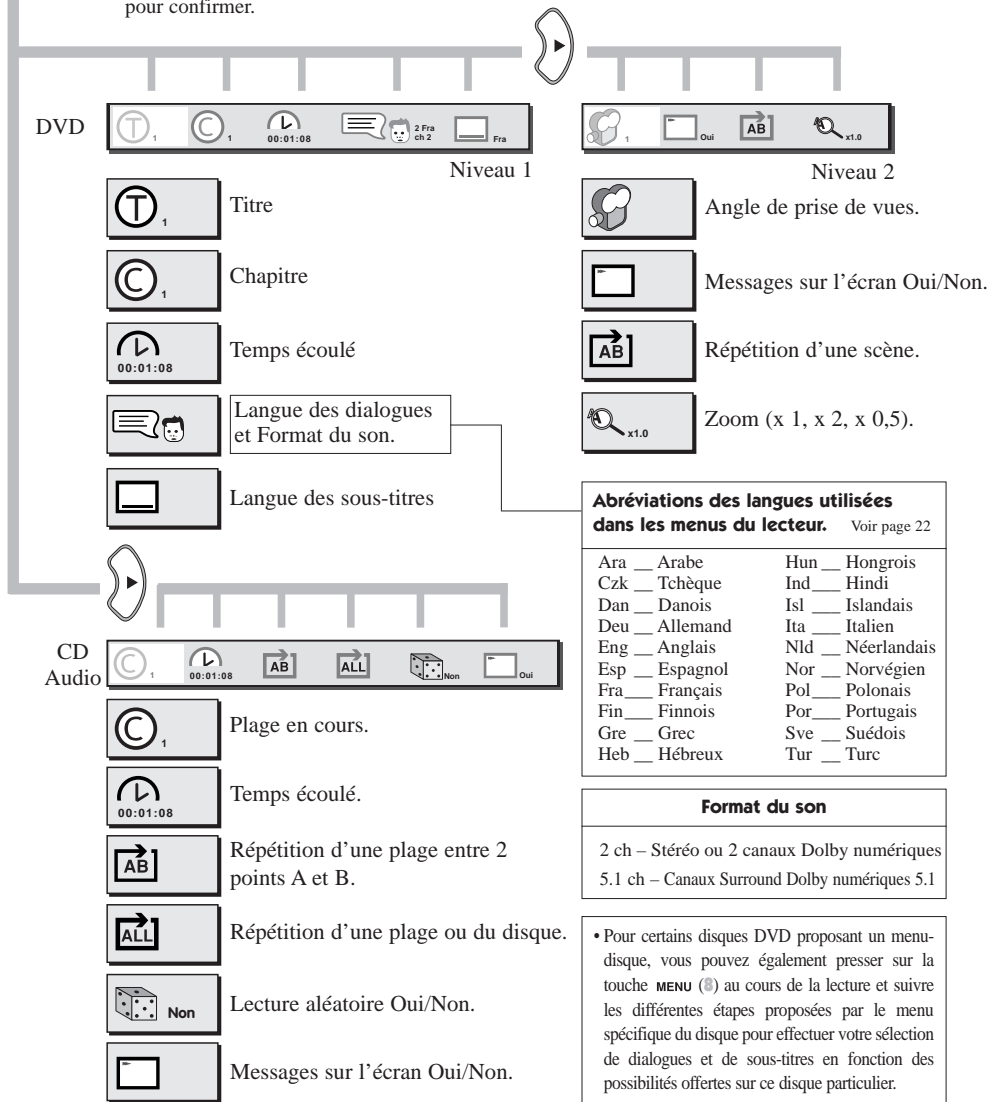 pour confirmer.
DVD
T 1 C 1 00:01:08 2 Fra ch 2 Fra
Niveau 1
1 Oui AB x1.0
Niveau 2
T 1 Titre
C 1 Chapitre
00:01:08 Temps écoulé
Langue des dialogues
et Format du son.
Langue des sous-titres
Angle de prise de vues.
Messages sur l'écran Oui/Non.
AB Répétition d'une scène.
A x1.0 Zoom (x 1, x 2, x 0,5).
Abréviations des langues utilisées
dans les menus du lecteur. Voir page 22
Ara __ Arabe
Czk __ Tchèque
Dan __ Danois
Deu __ Allemand
Eng __ Anglais
Esp __ Espagnol
Fra___ Français
Fin___ Finnois
Gre __ Grec
Heb __ Hébreux
Hun __ Hongrois
Ind___ Hindi
Isl ___ Islandais
Ita ___ Italien
Nld __ Néerlandais
Nor __ Norvégien
Pol___ Polonais
Por___ Portugais
Sve __ Suédois
Tur __ Turc
CD
Audio
C 1 00:01:08 AB ALL Non Oui
C 1 Plage en cours.
00:01:08 Temps écoulé.
AB Répétition d'une plage entre 2
points A et B.
ALL Répétition d'une plage ou du disque.
Non Lecture aléatoire Oui/Non.
Messages sur l'écran Oui/Non.
Format du son
2 ch – Stéréo ou 2 canaux Dolby numériques
5.1 ch – Canaux Surround Dolby numériques 5.1
• Pour certains disques DVD proposant un menu-
disque, vous pouvez également presser sur la
touche MENU (8) au cours de la lecture et suivre
les différentes étapes proposées par le menu
spécifique du disque pour effectuer votre sélection
de dialogues et de sous-titres en fonction des
possibilités offertes sur ce disque particulier.